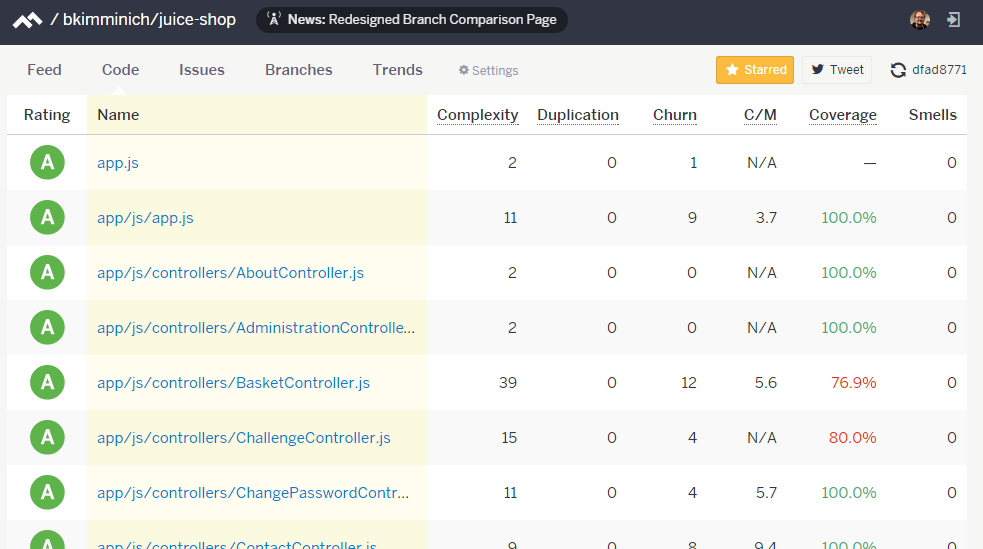 / bkimminich/juice-shop News: Redesigned Branch Comparison Page
Feed Code Issues Branches Trends Settings Starred Tweet dfad8771
Rating Name Complexity Duplication Churn C/M Coverage Smells
A app.js 2 0 1 N/A — 0
A app/js/app.js 11 0 9 3.7 100.0% 0
A app/js/controllers/AboutController.js 2 0 0 N/A 100.0% 0
A app/js/controllers/AdministrationControlle... 2 0 0 N/A 100.0% 0
A app/js/controllers/BasketController.js 39 0 12 5.6 76.9% 0
A app/js/controllers/ChallengeController.js 15 0 4 N/A 80.0% 0
A app/js/controllers/ChangePasswordContr... 11 0 4 5.7 100.0% 0
A app/js/controllers/ContactController.js 9 0 8 9.4 100.0% 0